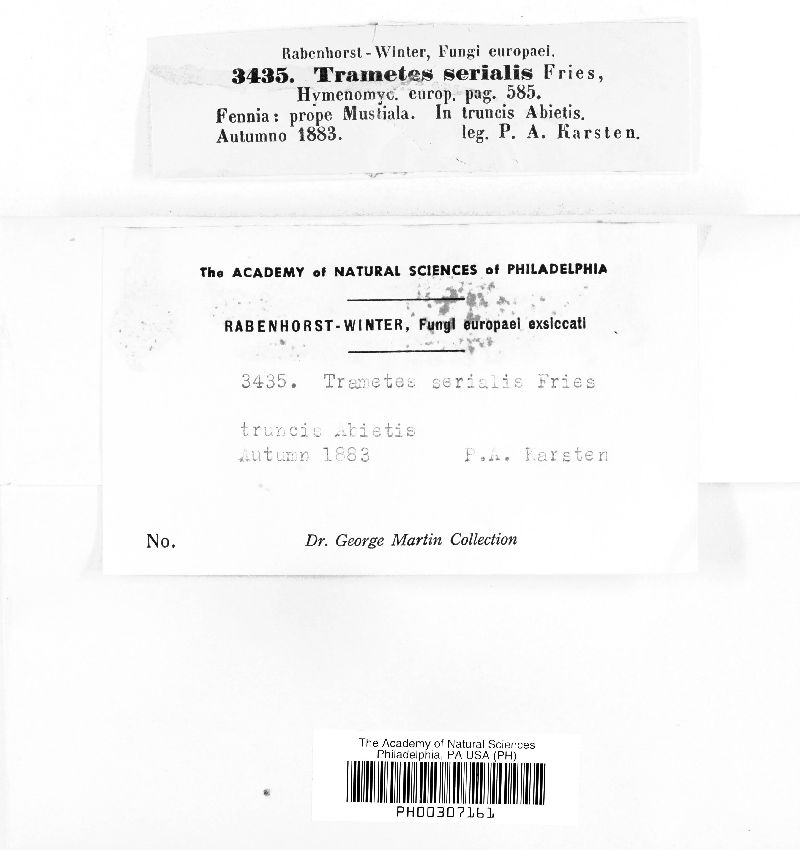 Rabenhorst-Winter, Fungi europaei.
3435. Trametes serialis Fries,
Hymenomyc. europ. pag. 585.
Fennia: prope Mustiala. In truncis Abietis.
Autumno 1883. leg. P. A. Karsten.
The ACADEMY of NATURAL SCIENCES of PHILADELPHIA
RABENHORST-WINTER, Fungi europaei exsiccati
3435. Trametes serialis Fries
truncis Abietis
Autumn 1883 P.A. Karsten
No. Dr. George Martin Collection
The Academy of Natural Sciences
Philadelphia, PA USA (PH)
PH00307161